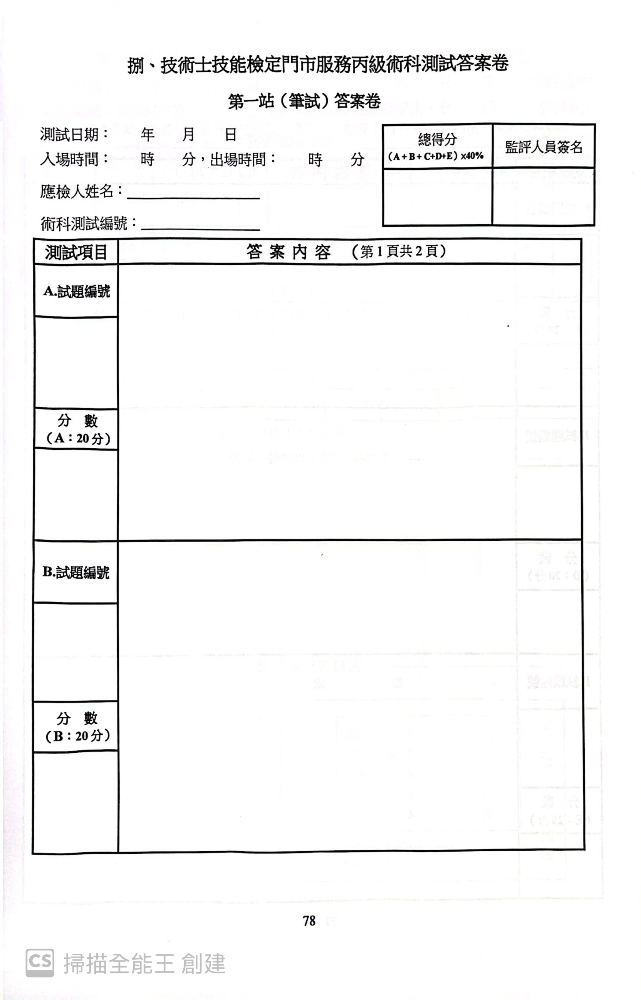 捌、技術士技能檢定門市服務丙級術科測試答案卷
第一站（筆試）答案卷
測試日期： 年 月 日
入場時間： 時 分，出場時間： 時 分
應檢人姓名：
術科測試編號：
總得分
（A+B+C+D+E）×40%
監評人員簽名
測試項目
答 案 內 容 （第 1 頁共 2 頁）
A.試題編號
分 數
（A：20 分）
B.試題編號
分 數
（B：20 分）
78
CS 掃描全能王 創建